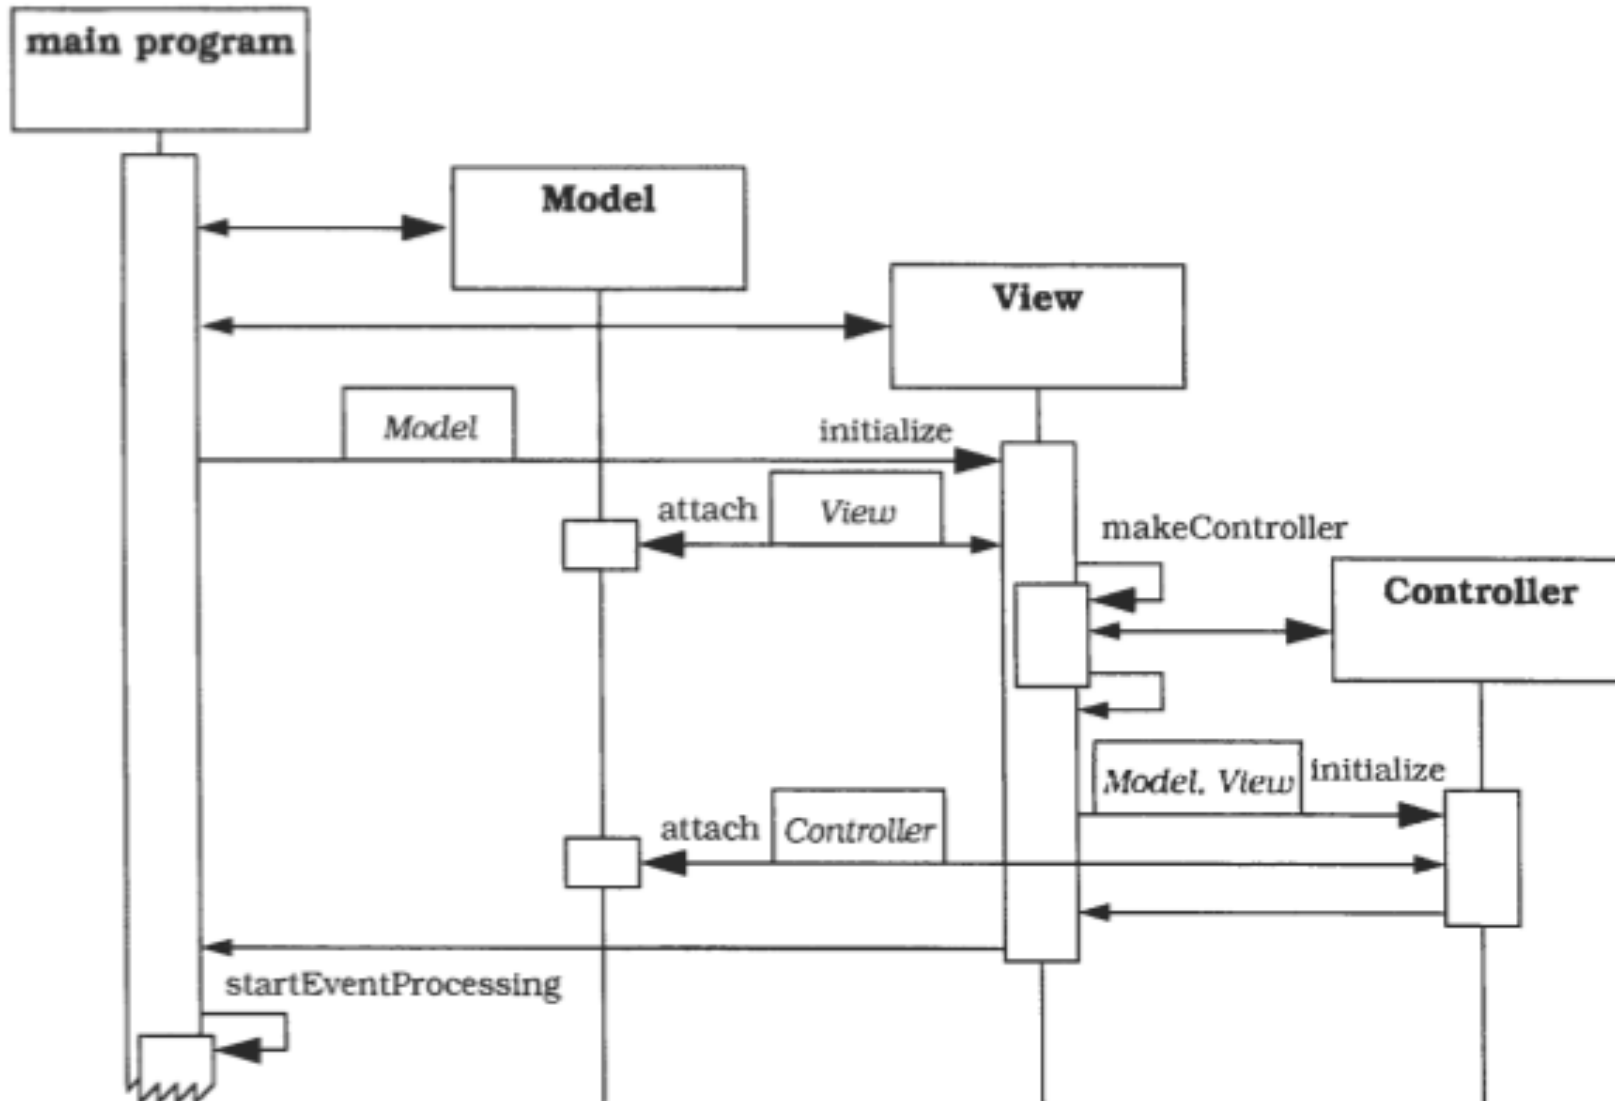 main program
Model
View
Model
initialize
attach
View
makeController
Controller
Model, View
initialize
attach
Controller
startEventProcessing